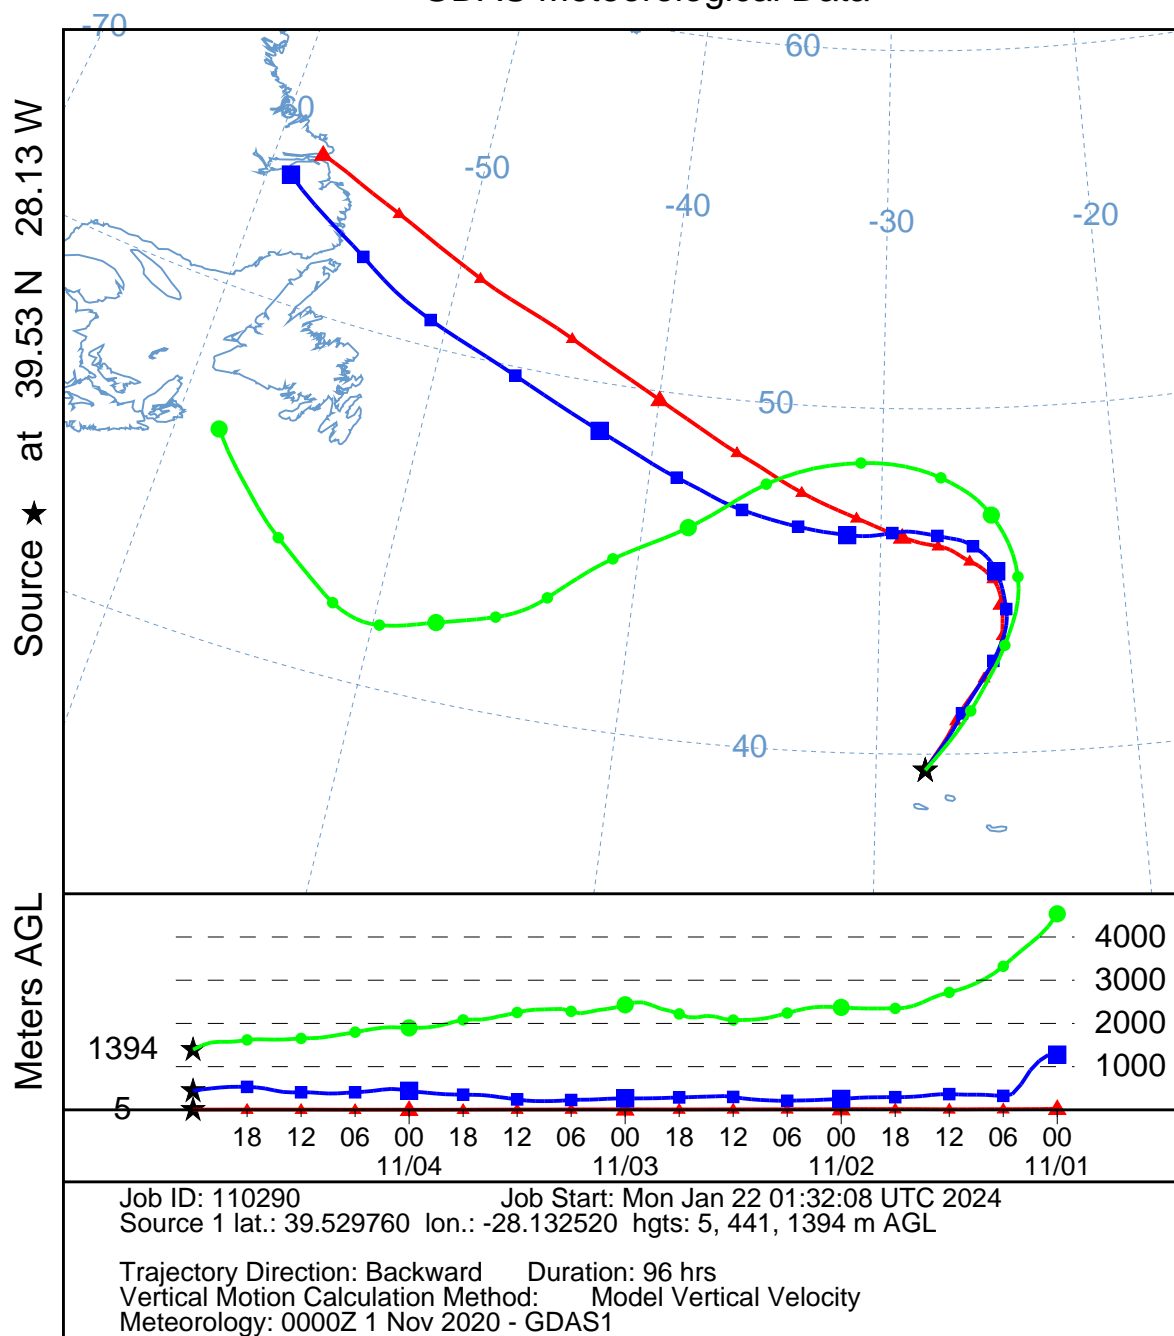 GDAS Meteorological Data
Source ★ at 39.53 N 28.13 W
-70
60
-60
-50
-40
-30
-20
50
40
Meters AGL
4000
3000
2000
1000
1394
5
18 12 06 00 18 12 06 00 18 12 06 00 18 12 06 00
11/04 11/03 11/02 11/01
Job ID: 110290 Job Start: Mon Jan 22 01:32:08 UTC 2024
Source 1 lat.: 39.529760 lon.: -28.132520 hgts: 5, 441, 1394 m AGL
Trajectory Direction: Backward Duration: 96 hrs
Vertical Motion Calculation Method: Model Vertical Velocity
Meteorology: 0000Z 1 Nov 2020 - GDAS1